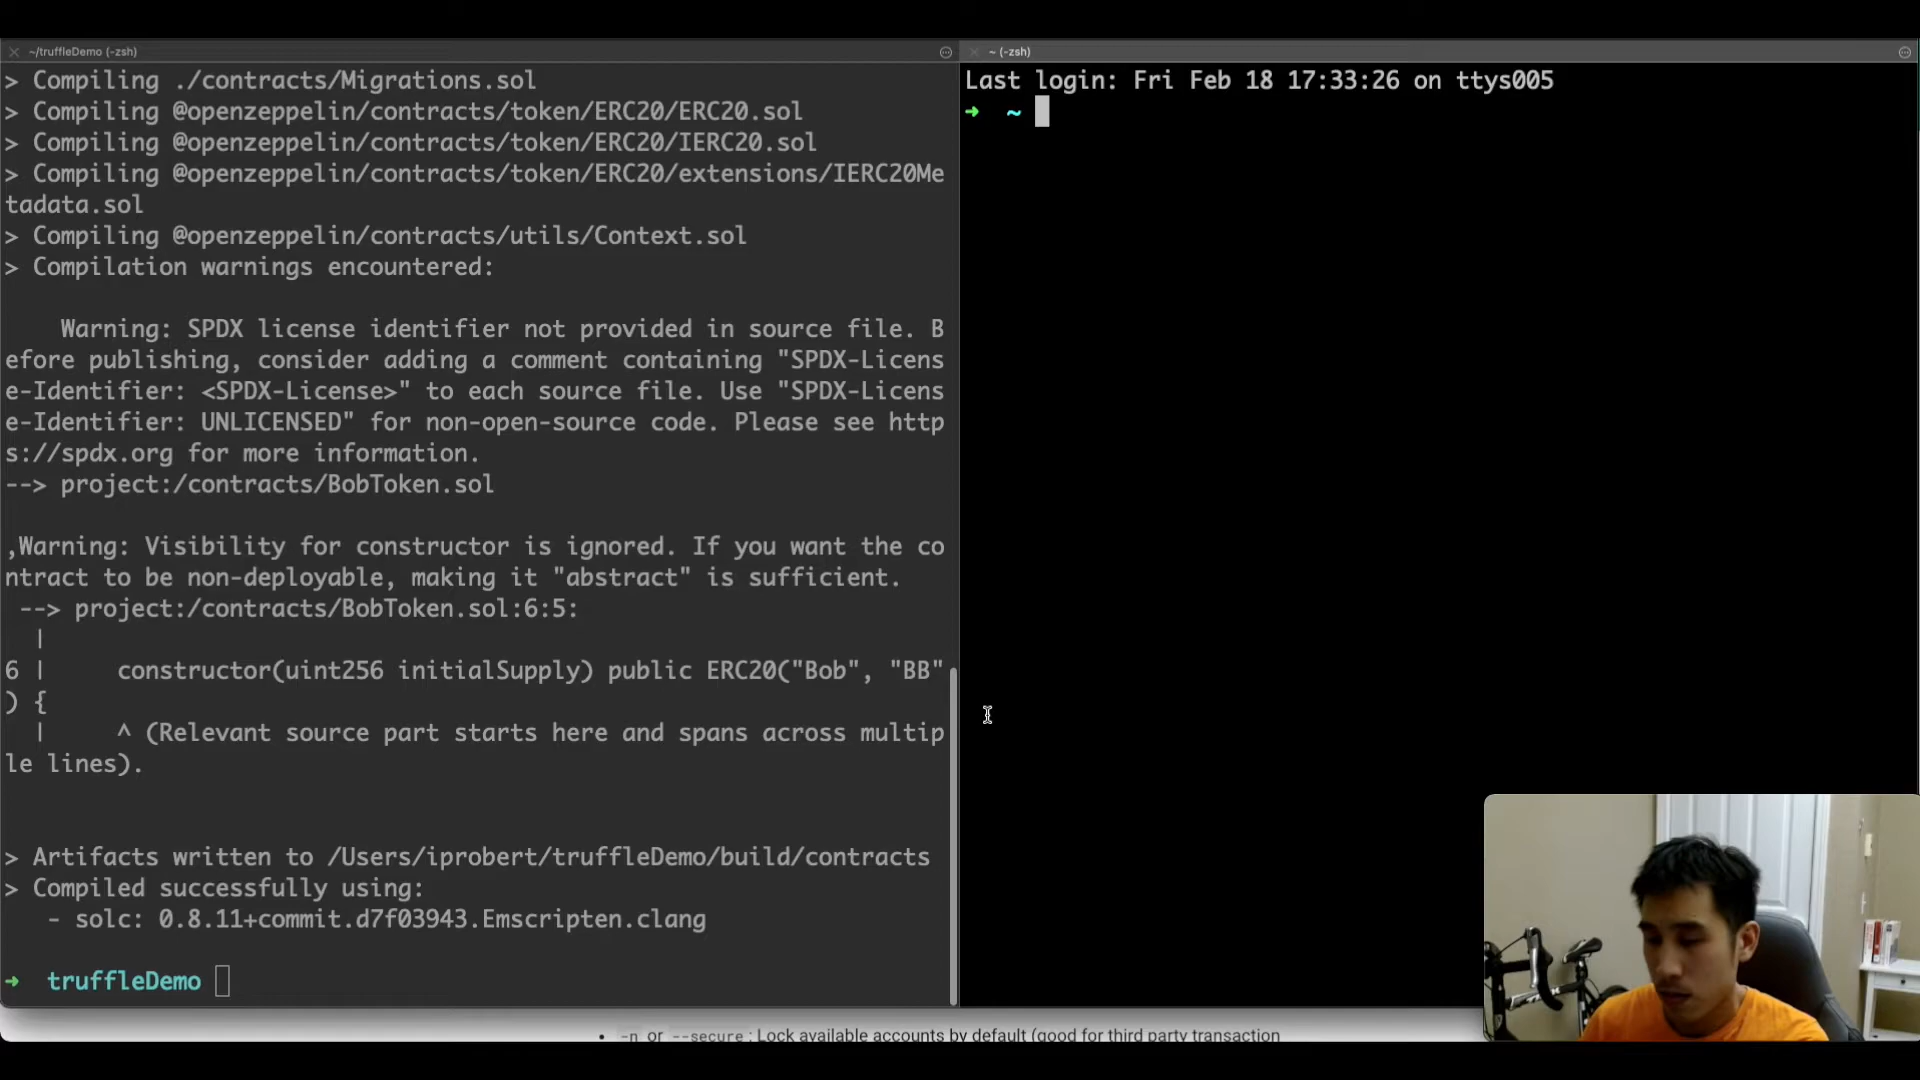 ~/truffleDemo (-zsh)
> Compiling ./contracts/Migrations.sol
> Compiling @openzeppelin/contracts/token/ERC20/ERC20.sol
> Compiling @openzeppelin/contracts/token/ERC20/IERC20.sol
> Compiling @openzeppelin/contracts/token/ERC20/extensions/IERC20Me
tadata.sol
> Compiling @openzeppelin/contracts/utils/Context.sol
> Compilation warnings encountered:
Warning: SPDX license identifier not provided in source file. B
efore publishing, consider adding a comment containing "SPDX-Licens
e-Identifier: <SPDX-License>" to each source file. Use "SPDX-Licens
e-Identifier: UNLICENSED" for non-open-source code. Please see http
s://spdx.org for more information.
--> project:/contracts/BobToken.sol
,Warning: Visibility for constructor is ignored. If you want the co
ntract to be non-deployable, making it "abstract" is sufficient.
--> project:/contracts/BobToken.sol:6:5:
|
6 |     constructor(uint256 initialSupply) public ERC20("Bob", "BB"
) {
|     ^ (Relevant source part starts here and spans across multip
le lines).
> Artifacts written to /Users/iprobert/truffleDemo/build/contracts
> Compiled successfully using:
- solc: 0.8.11+commit.d7f03943.Emscripten.clang
➜ truffleDemo
~ (-zsh)
Last login: Fri Feb 18 17:33:26 on ttys005
➜ ~
• -n or --secure : Lock available accounts by default (good for third party transaction